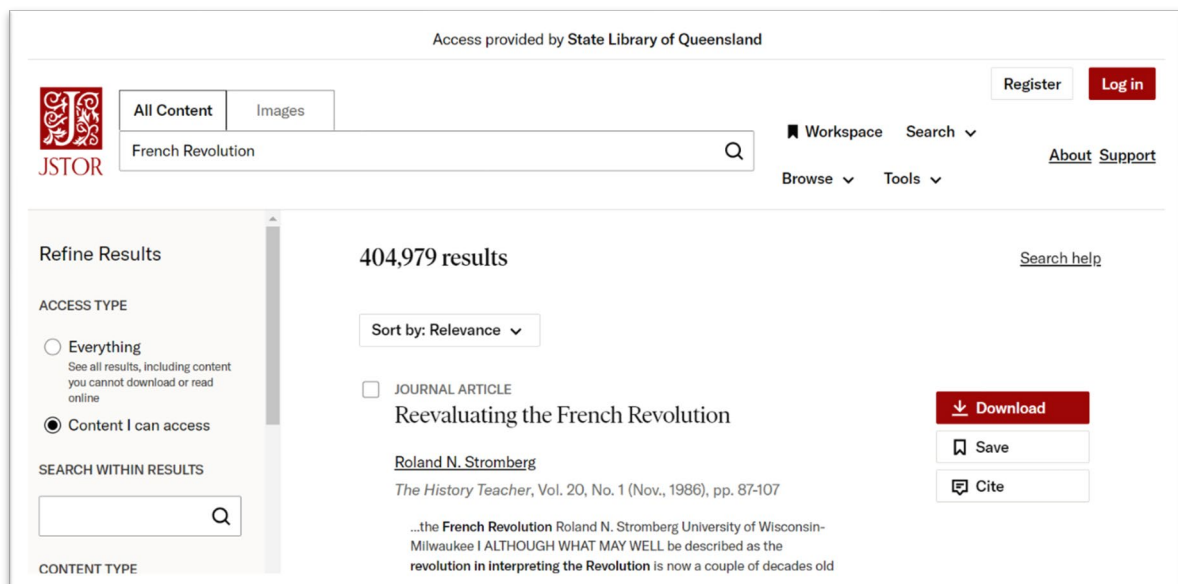 Access provided by State Library of Queensland
Register
Log in
JSTOR
All Content
Images
French Revolution
Workspace
Search
Browse
Tools
About
Support
Refine Results
ACCESS TYPE
Everything
See all results, including content
you cannot download or read
online
Content I can access
SEARCH WITHIN RESULTS
CONTENT TYPE
404,979 results
Search help
Sort by: Relevance
JOURNAL ARTICLE
Reevaluating the French Revolution
Roland N. Stromberg
The History Teacher, Vol. 20, No. 1 (Nov., 1986), pp. 87-107
...the French Revolution Roland N. Stromberg University of Wisconsin-
Milwaukee I ALTHOUGH WHAT MAY WELL be described as the
revolution in interpreting the Revolution is now a couple of decades old
Download
Save
Cite